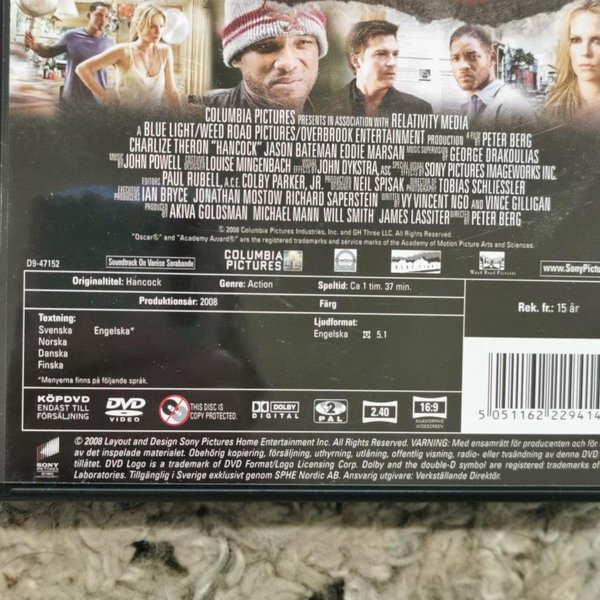 COLUMBIA PICTURES PRESENTS IN ASSOCIATION WITH RELATIVITY MEDIA
A BLUE LIGHT/WEED ROAD PICTURES/OVERBROOK ENTERTAINMENT PRODUCTION A FILM BY PETER BERG
CHARLIZE THERON "HANCOCK" JASON BATEMAN EDDIE MARSAN MUSIC SUPERVISION BY GEORGE DRAKOULIAS
MUSIC BY JOHN POWELL LOUISE MINGENBACH VISUAL EFFECTS BY JOHN DYKSTRA, ASC SPECIAL VISUAL EFFECTS BY SONY PICTURES IMAGEWORKS INC.
EDITORS PAUL RUBELL, A.C.E. COLBY PARKER, JR. NEIL SPISAK TOBIAS SCHLIESSLER
EXECUTIVE PRODUCERS IAN BRYCE JONATHAN MOSTOW RICHARD SAPERSTEIN WRITTEN BY VY VINCENT NGO AND VINCE GILLIGAN
PRODUCED BY AKIVA GOLDSMAN MICHAEL MANN WILL SMITH JAMES LASSITER DIRECTED BY PETER BERG
© 2008 Columbia Pictures Industries, Inc. and GH Three LLC. All Rights Reserved.
"Oscar®" and "Academy Award®" are the registered trademarks and service marks of the Academy of Motion Picture Arts and Sciences.
D9-47152
Soundtrack On Varèse Sarabande
COLUMBIA PICTURES
Weed Road Pictures
www.SonyPictu
Originaltitel: Hancock Genre: Action Speltid: Ca 1 tim. 37 min.
Produktionsår: 2008 Färg
Rek. fr.: 15 år
Textning:
Svenska Engelska*
Norska
Danska
Finska
*Menyerna finns på följande språk.
Ljudformat:
Engelska 5.1
KÖPDVD
ENDAST TILL
FÖRSÄLJNING
DVD
VIDEO
THIS DISC IS
COPY PROTECTED.
DOLBY
DIGITAL
2
PAL
2.40
16:9
ANAMORPHIC
WIDESCREEN
5 051162 229414
SONY
© 2008 Layout and Design Sony Pictures Home Entertainment Inc. All Rights Reserved. VARNING: Med ensamrätt för producenten och för
av det inspelade materialet. Obehörig kopiering, försäljning, uthyrning, utlåning, offentlig visning, radio- eller tvsändning av denna DVD
tillåtet. DVD Logo is a trademark of DVD Format/Logo Licensing Corp. Dolby and the double-D symbol are registered trademarks of
Laboratories. Tillgänglig i Sverige exklusivt genom SPHE Nordic AB. Ansvarig utgivare: Verkställande Direktör.